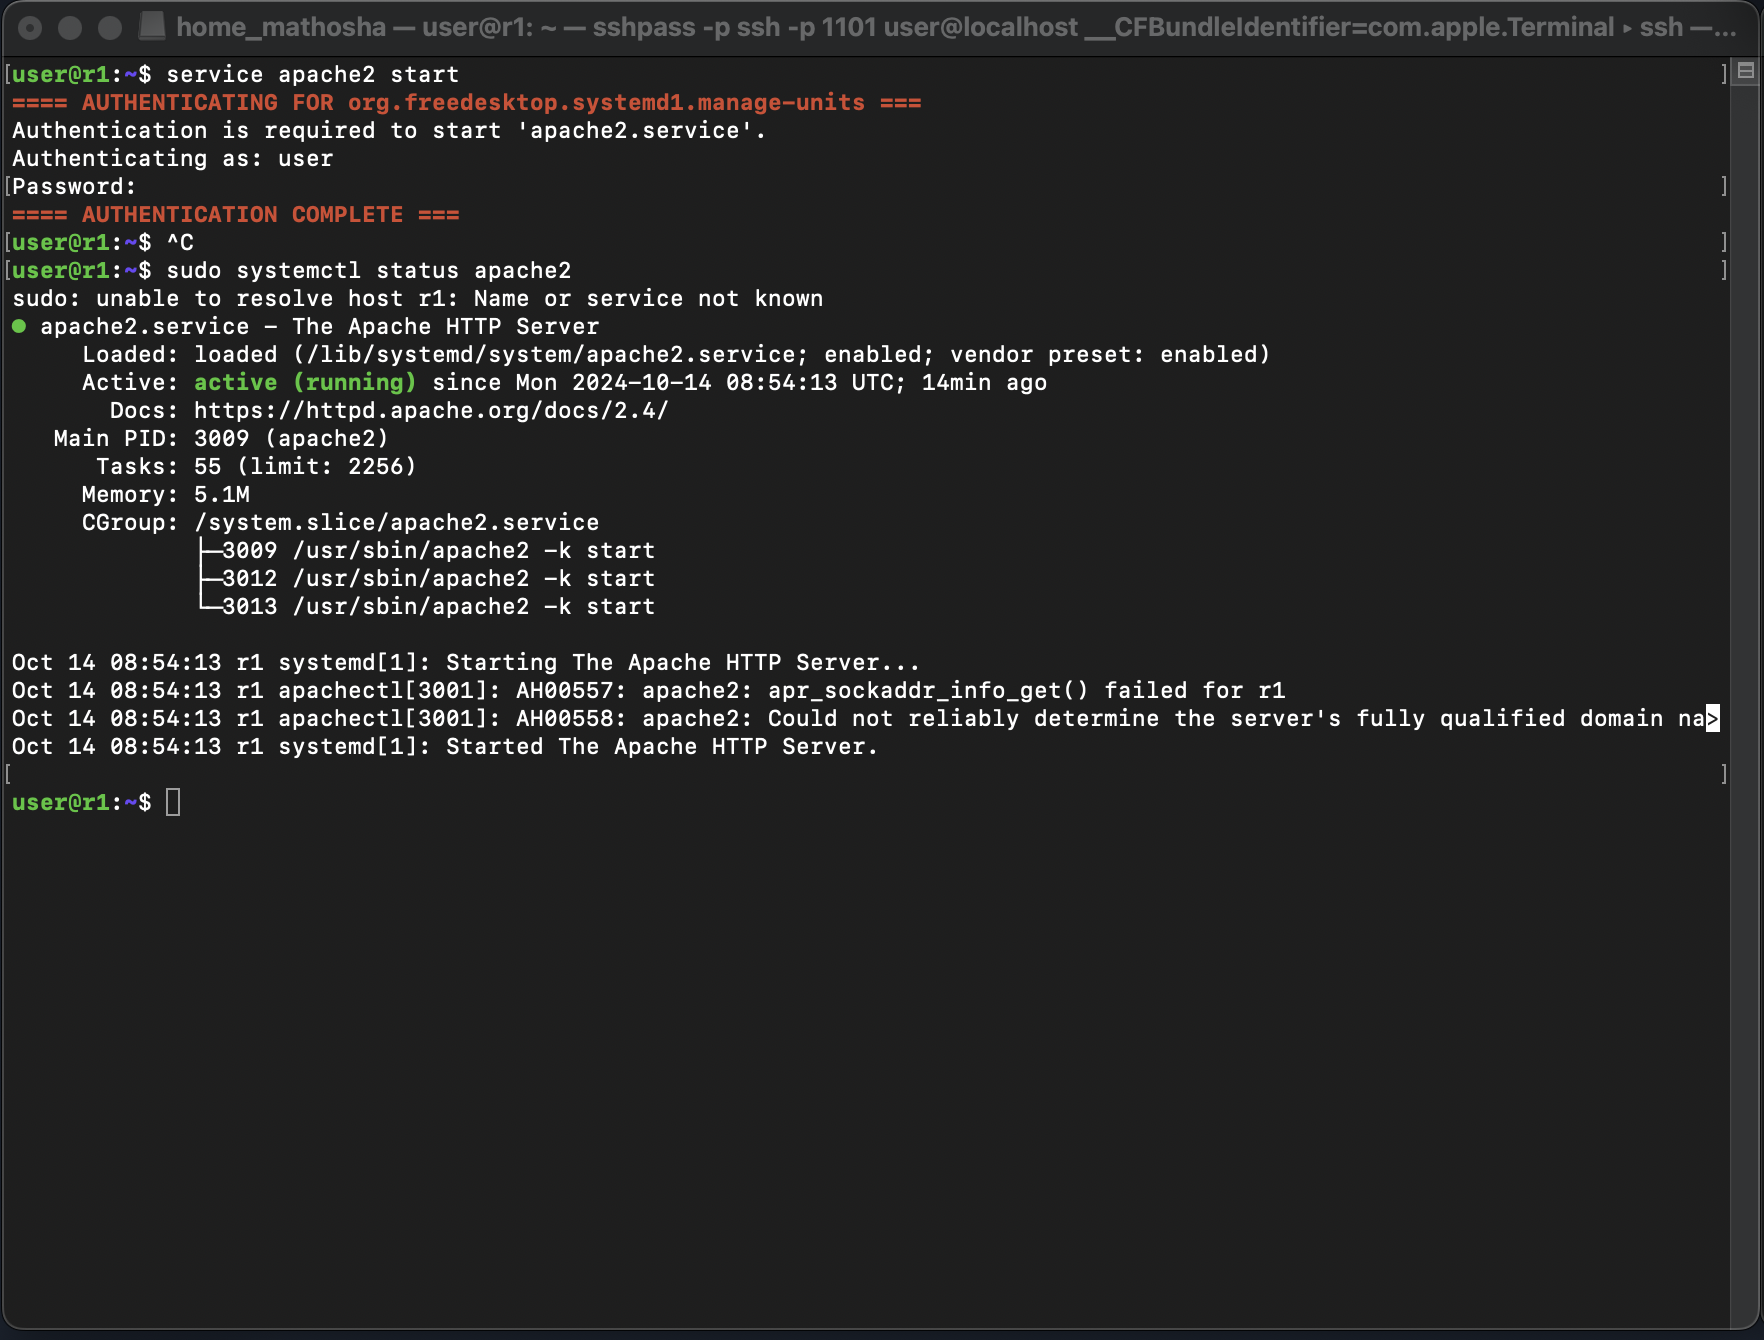 home_mathosha — user@r1: ~ — sshpass -p ssh -p 1101 user@localhost __CFBundleIdentifier=com.apple.Terminal ▸ ssh —...
[user@r1:~$ service apache2 start ]
==== AUTHENTICATING FOR org.freedesktop.systemd1.manage-units ===
Authentication is required to start 'apache2.service'.
Authenticating as: user
[Password: ]
==== AUTHENTICATION COMPLETE ===
[user@r1:~$ ^C ]
[user@r1:~$ sudo systemctl status apache2 ]
sudo: unable to resolve host r1: Name or service not known
● apache2.service - The Apache HTTP Server
     Loaded: loaded (/lib/systemd/system/apache2.service; enabled; vendor preset: enabled)
     Active: active (running) since Mon 2024-10-14 08:54:13 UTC; 14min ago
       Docs: https://httpd.apache.org/docs/2.4/
   Main PID: 3009 (apache2)
      Tasks: 55 (limit: 2256)
     Memory: 5.1M
     CGroup: /system.slice/apache2.service
             ├─3009 /usr/sbin/apache2 -k start
             ├─3012 /usr/sbin/apache2 -k start
             └─3013 /usr/sbin/apache2 -k start
Oct 14 08:54:13 r1 systemd[1]: Starting The Apache HTTP Server...
Oct 14 08:54:13 r1 apachectl[3001]: AH00557: apache2: apr_sockaddr_info_get() failed for r1
Oct 14 08:54:13 r1 apachectl[3001]: AH00558: apache2: Could not reliably determine the server's fully qualified domain na>
Oct 14 08:54:13 r1 systemd[1]: Started The Apache HTTP Server.
[ ]
user@r1:~$